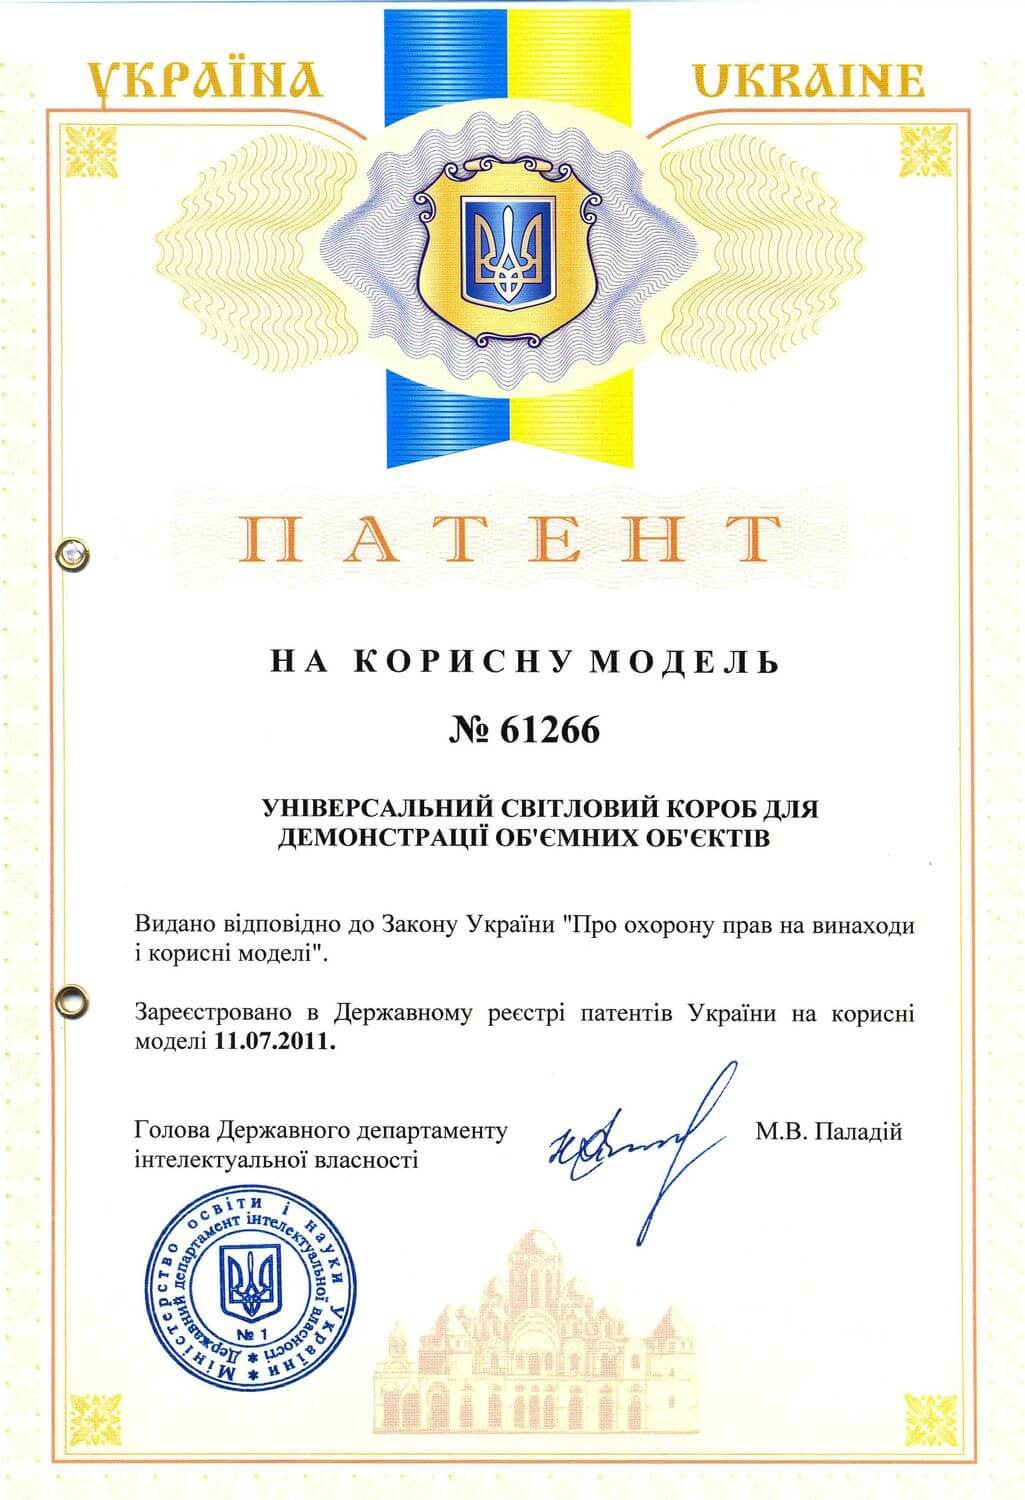 УКРАЇНА UKRAINE
ПАТЕНТ
НА КОРИСНУ МОДЕЛЬ
№ 61266
УНІВЕРСАЛЬНИЙ СВІТЛОВИЙ КОРОБ ДЛЯ
ДЕМОНСТРАЦІЇ ОБ'ЄМНИХ ОБ'ЄКТІВ
Видано відповідно до Закону України "Про охорону прав на винаходи
і корисні моделі".
Зареєстровано в Державному реєстрі патентів України на корисні
моделі 11.07.2011.
Голова Державного департаменту
інтелектуальної власності
М.В. Паладій
Міністерство освіти і науки України
Державний департамент інтелектуальної власності
№ 1